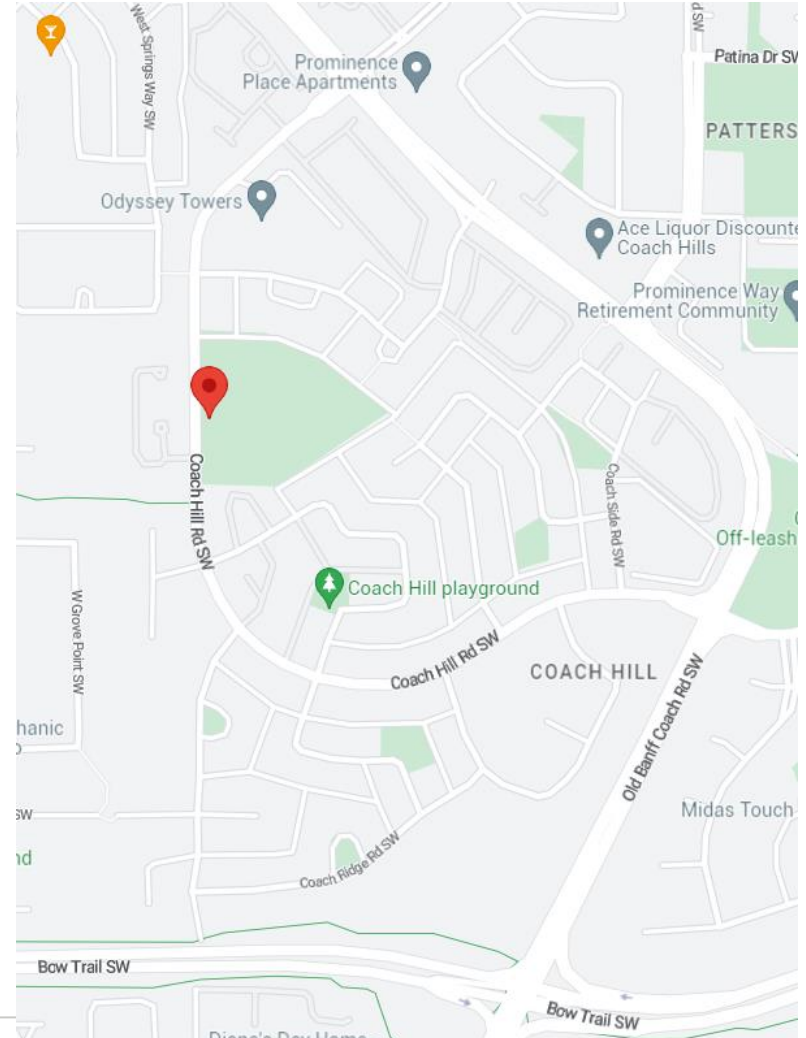 West Springs Way SW
Prominence
Place Apartments
d SW
Patina Dr SW
PATTERS
Odyssey Towers
Ace Liquor Discounte
Coach Hills
Prominence Way
Retirement Community
Coach Hill Rd SW
Coach Side Rd SW
Off-leash
Coach Hill playground
W Grove Point SW
Coach Hill Rd SW
COACH HILL
Old Banff Coach Rd SW
hanic
SW
Midas Touch
nd
Coach Ridge Rd SW
Bow Trail SW
Bow Trail SW